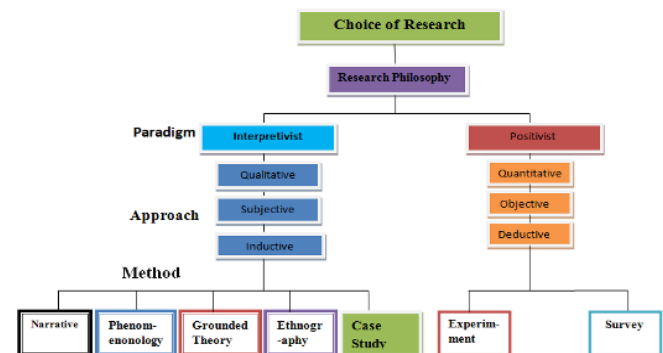 Choice of Research
Research Philosophy
Paradigm
Interpretivist
Positivist
Qualitative
Quantitative
Approach
Subjective
Objective
Inductive
Deductive
Method
Narrative
Phenom-
enonology
Grounded
Theory
Ethnogr-
aphy
Case
Study
Experim-
ment
Survey